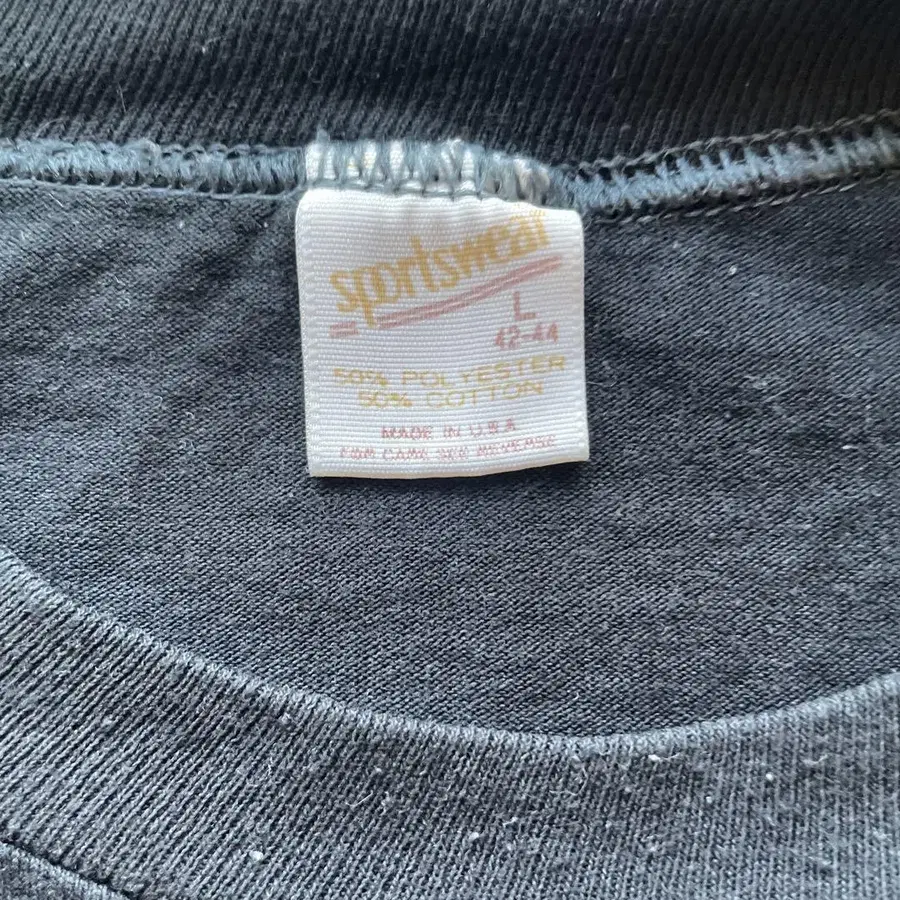 sportswear
L
42-44
50% POLYESTER
50% COTTON
MADE IN U.S.A.
FOR CARE SEE REVERSE